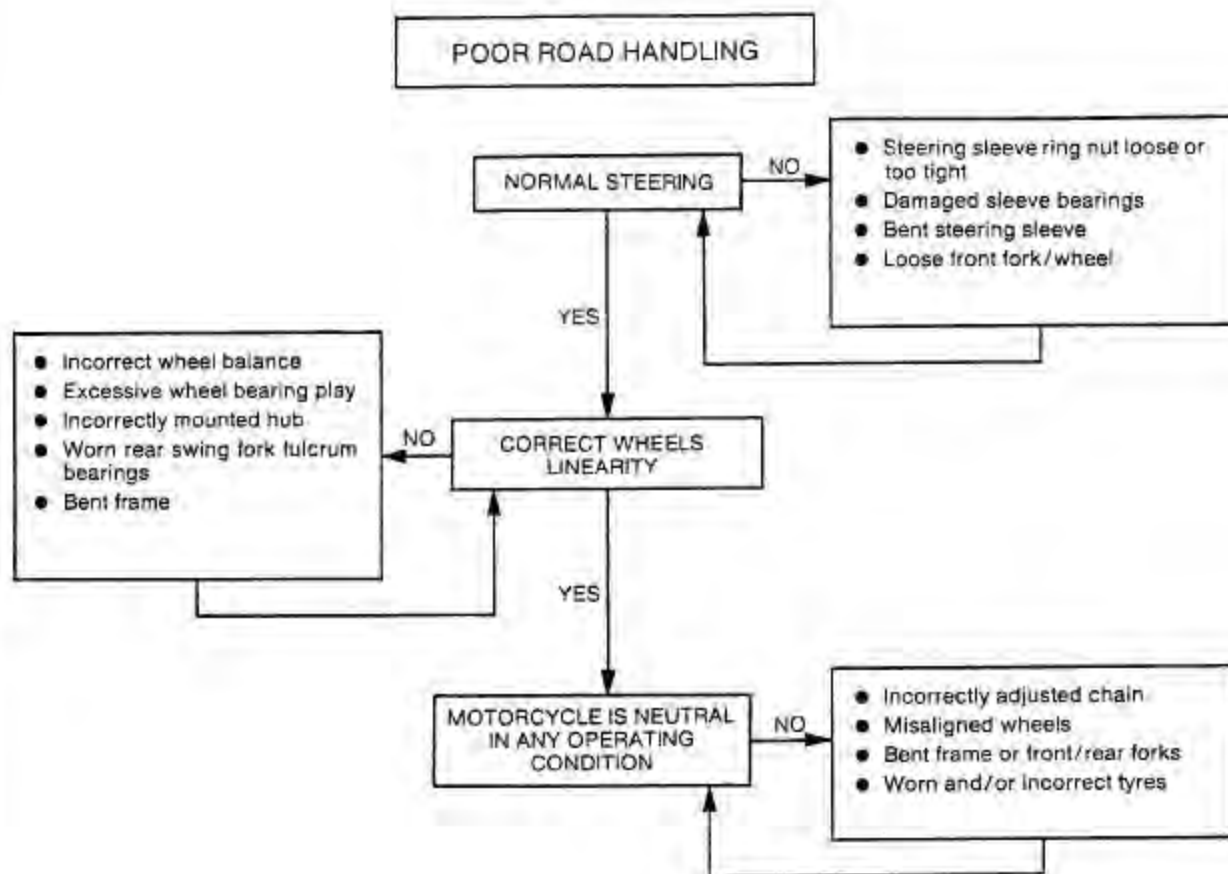 POOR ROAD HANDLING
NORMAL STEERING
NO
● Steering sleeve ring nut loose or
too tight
● Damaged sleeve bearings
● Bent steering sleeve
● Loose front fork/wheel
YES
● Incorrect wheel balance
● Excessive wheel bearing play
● Incorrectly mounted hub
● Worn rear swing fork fulcrum
bearings
● Bent frame
NO
CORRECT WHEELS
LINEARITY
YES
MOTORCYCLE IS NEUTRAL
IN ANY OPERATING
CONDITION
NO
● Incorrectly adjusted chain
● Misaligned wheels
● Bent frame or front/rear forks
● Worn and/or incorrect tyres